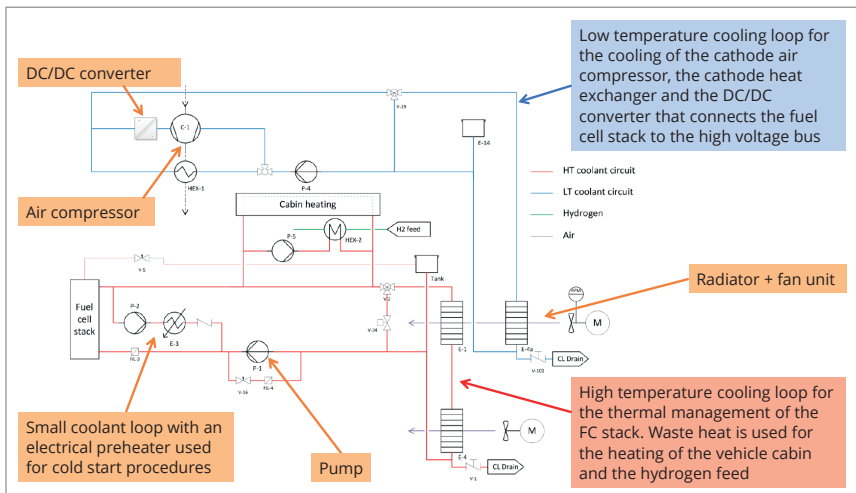 DC/DC converter
Low temperature cooling loop for
the cooling of the cathode air
compressor, the cathode heat
exchanger and the DC/DC
converter that connects the fuel
cell stack to the high voltage bus
C-1
V-19
E-14
HEX-1
P-4
HT coolant circuit
LT coolant circuit
Hydrogen
Air
Air compressor
Cabin heating
P-5
HEX-2
H2 feed
V-5
Tank
Radiator + fan unit
Fuel
cell
stack
P-2
E-3
V-14
RPM
M
E-1
E-4a
FIL-3
P-1
V-16
FIL-4
V-102
CL Drain
Small coolant loop with an
electrical preheater used
for cold start procedures
Pump
High temperature cooling loop for
the thermal management of the
FC stack. Waste heat is used for
the heating of the vehicle cabin
and the hydrogen feed
M
E-4
V-1
CL Drain